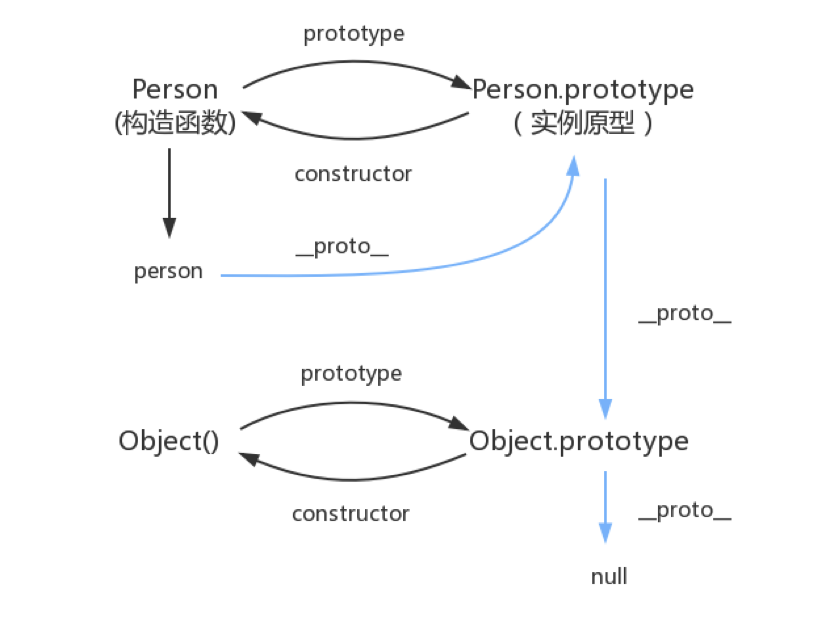 prototype
Person
Person.prototype
(构造函数)
（ 实例原型 ）
constructor
__proto__
person
__proto__
prototype
Object()
Object.prototype
constructor
__proto__
null